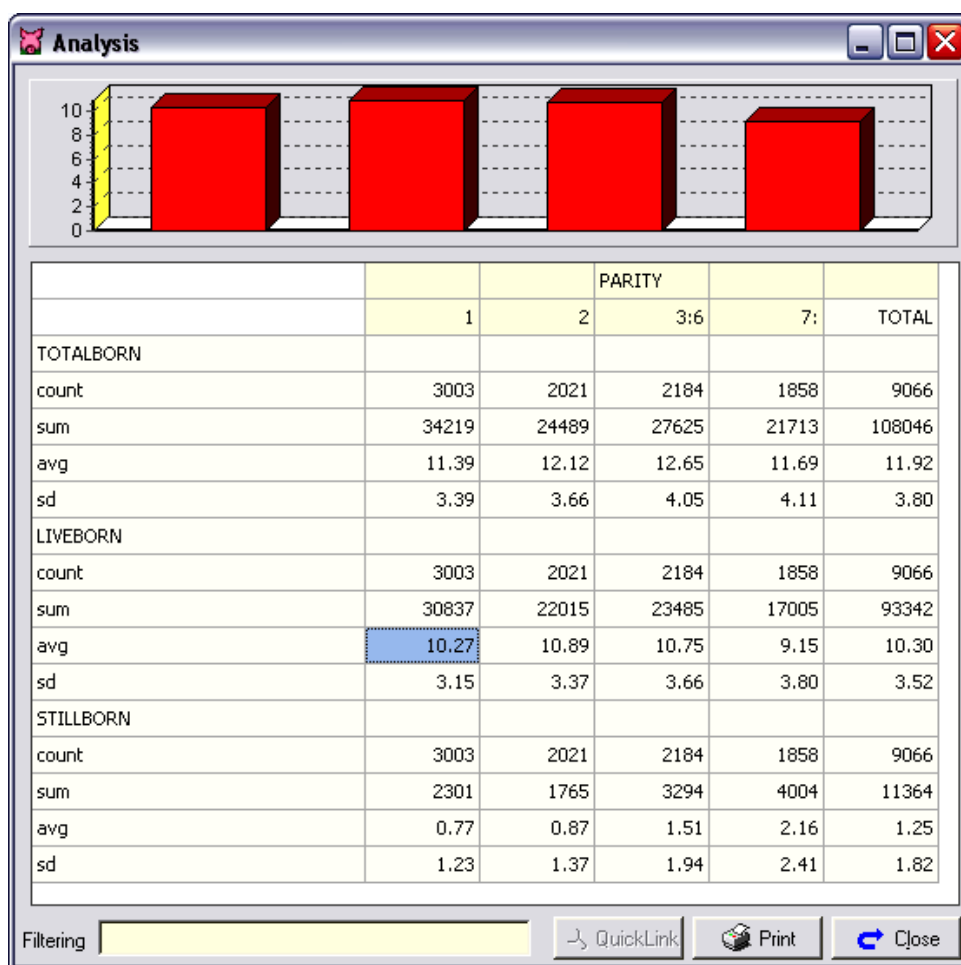 Analysis
10
8
6
4
2
0
PARITY
1 2 3:6 7: TOTAL
TOTALBORN
count 3003 2021 2184 1858 9066
sum 34219 24489 27625 21713 108046
avg 11.39 12.12 12.65 11.69 11.92
sd 3.39 3.66 4.05 4.11 3.80
LIVEBORN
count 3003 2021 2184 1858 9066
sum 30837 22015 23485 17005 93342
avg 10.27 10.89 10.75 9.15 10.30
sd 3.15 3.37 3.66 3.80 3.52
STILLBORN
count 3003 2021 2184 1858 9066
sum 2301 1765 3294 4004 11364
avg 0.77 0.87 1.51 2.16 1.25
sd 1.23 1.37 1.94 2.41 1.82
Filtering QuickLink Print Close